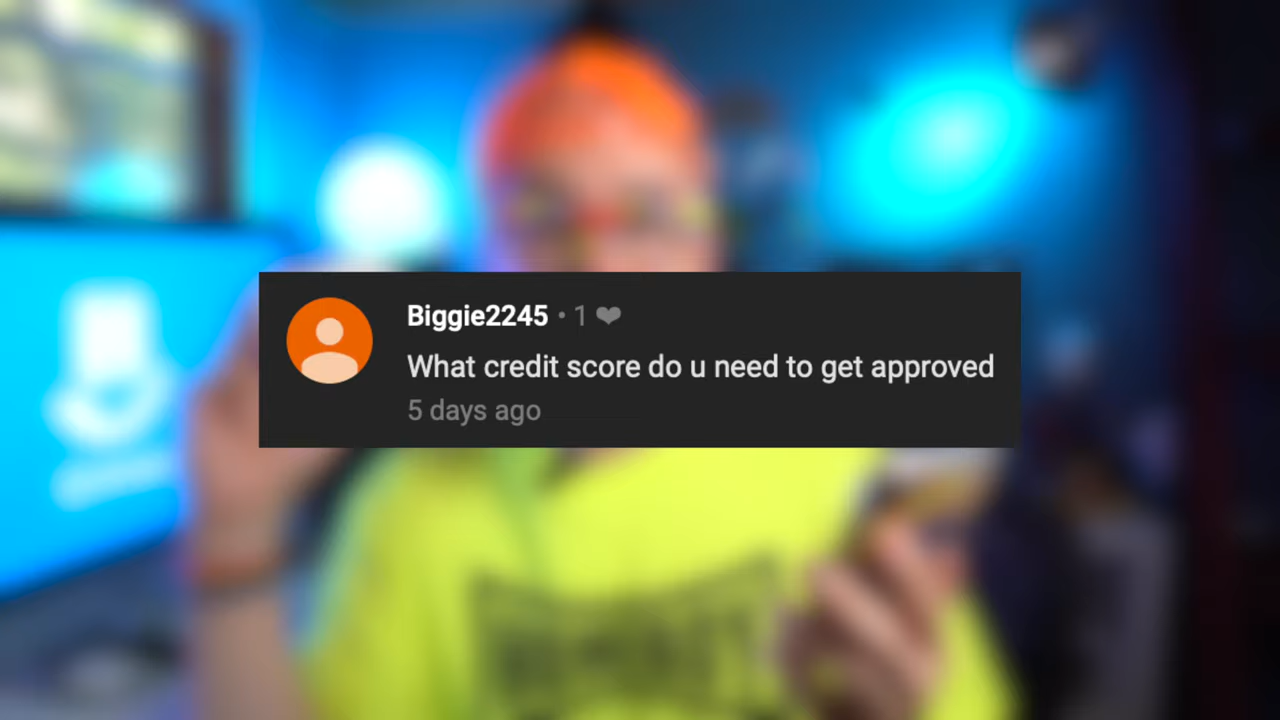 Biggie2245 • 1 ❤
What credit score do u need to get approved
5 days ago